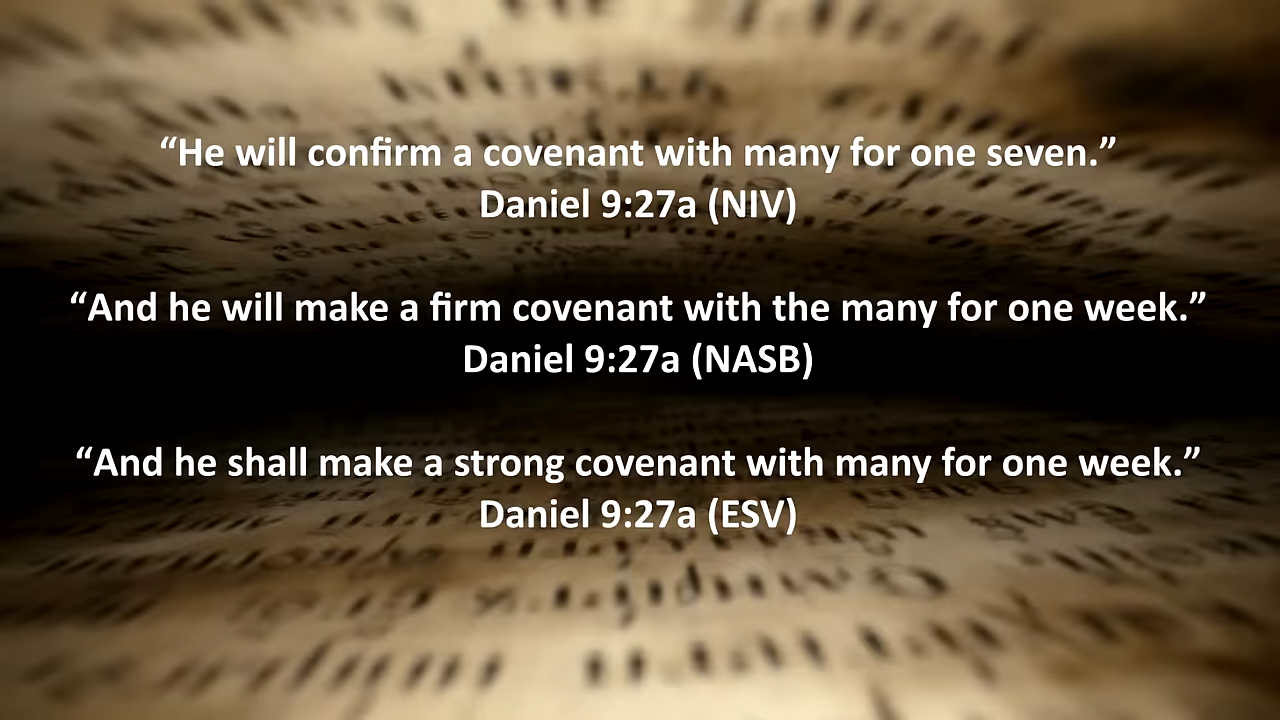 “He will confirm a covenant with many for one seven.”
Daniel 9:27a (NIV)
“And he will make a firm covenant with the many for one week.”
Daniel 9:27a (NASB)
“And he shall make a strong covenant with many for one week.”
Daniel 9:27a (ESV)